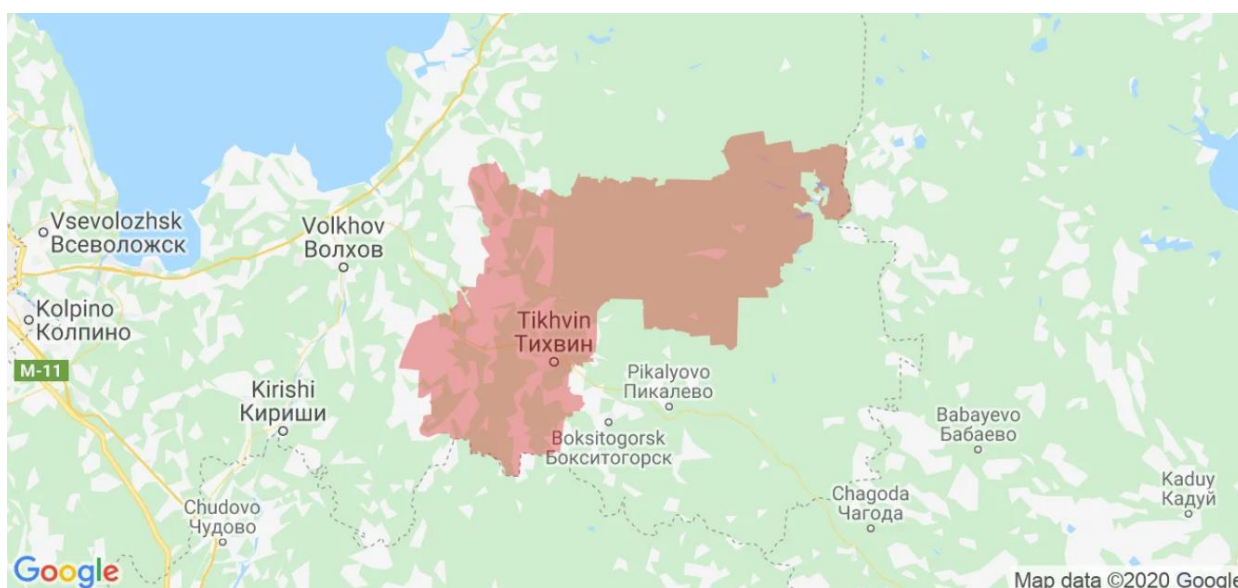 Vsevolozhsk
Всеволожск
Volkhov
Волхов
Kolpino
Колпино
Tikhvin
Тихвин
M-11
Pikalyovo
Пикалево
Kirishi
Кириши
Babayevo
Бабаево
Boksitogorsk
Бокситогорск
Kaduy
Кадуй
Chagoda
Чагода
Chudovo
Чудово
Google
Map data ©2020 Google